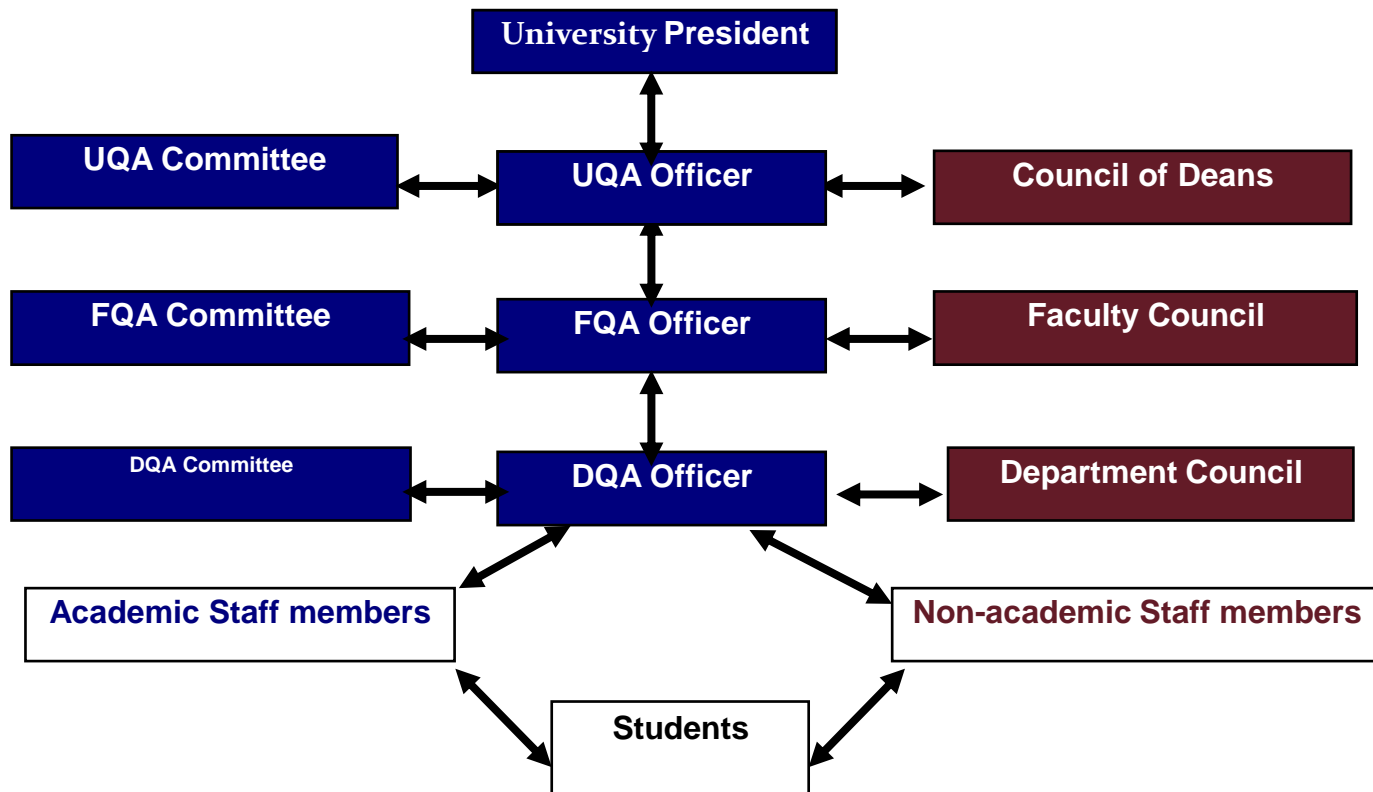 University President
UQA Committee
UQA Officer
Council of Deans
FQA Committee
FQA Officer
Faculty Council
DQA Committee
DQA Officer
Department Council
Academic Staff members
Non-academic Staff members
Students